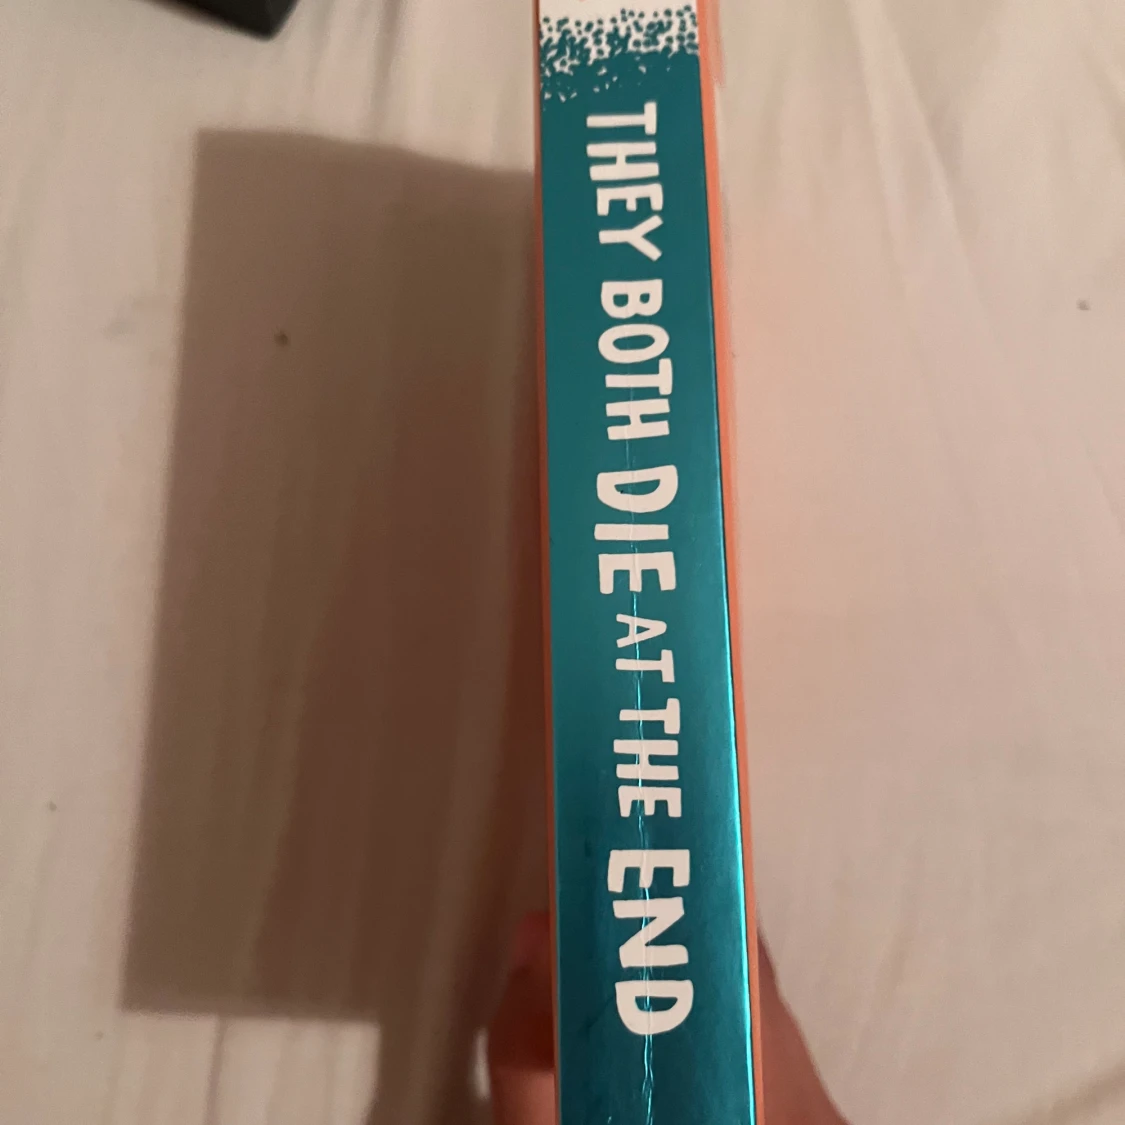 THEY BOTH DIE AT THE END